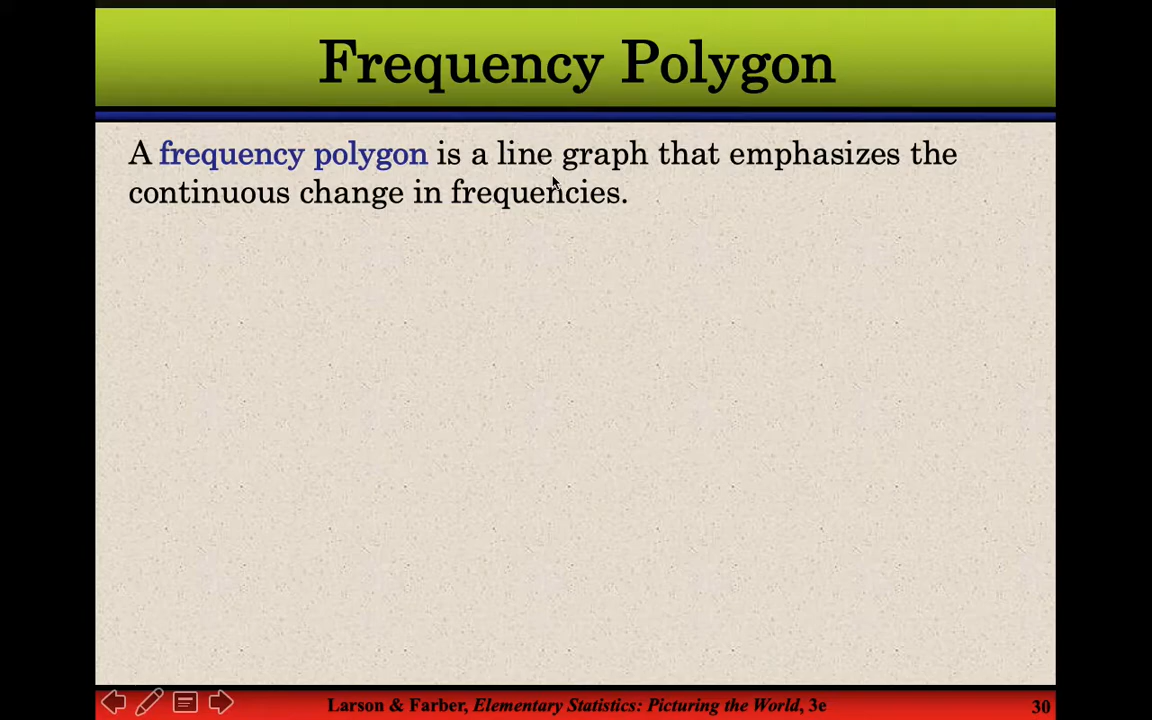 Frequency Polygon
A frequency polygon is a line graph that emphasizes the
continuous change in frequencies.
Larson & Farber, Elementary Statistics: Picturing the World, 3e
30